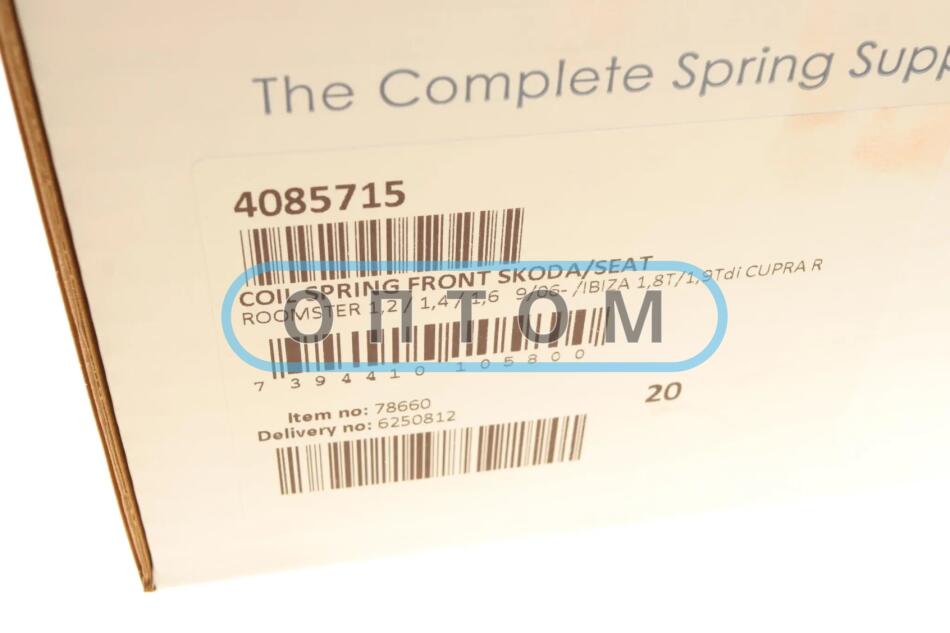 The Complete Spring Supp
4085715
COIL SPRING FRONT SKODA/SEAT
ROOMSTER 1,2 / 1,4 / 1,6 9/06- /IBIZA 1,8T/1,9Tdi CUPRA R
ОПТОМ
7 394410 105800
Item no: 78660
20
Delivery no: 6250812